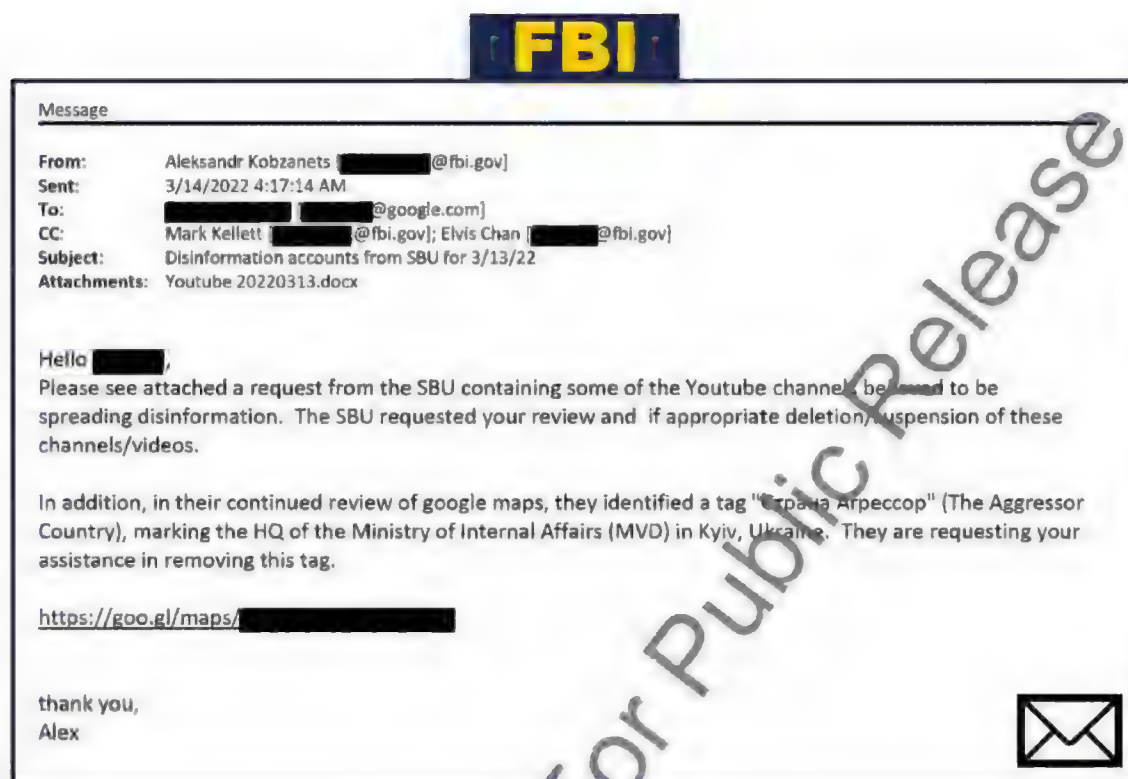 FBI
Message
From: Aleksandr Kobzanets [ @fbi.gov]
Sent: 3/14/2022 4:17:14 AM
To: [ @google.com]
CC: Mark Kellett [ @fbi.gov]; Elvis Chan [ @fbi.gov]
Subject: Disinformation accounts from SBU for 3/13/22
Attachments: Youtube 20220313.docx
Hello ,
Please see attached a request from the SBU containing some of the Youtube channels believed to be
spreading disinformation. The SBU requested your review and if appropriate deletion/suspension of these
channels/videos.
In addition, in their continued review of google maps, they identified a tag "Страна Агрессор" (The Aggressor
Country), marking the HQ of the Ministry of Internal Affairs (MVD) in Kyiv, Ukraine. They are requesting your
assistance in removing this tag.
https://goo.gl/maps/
thank you,
Alex
For Public Release